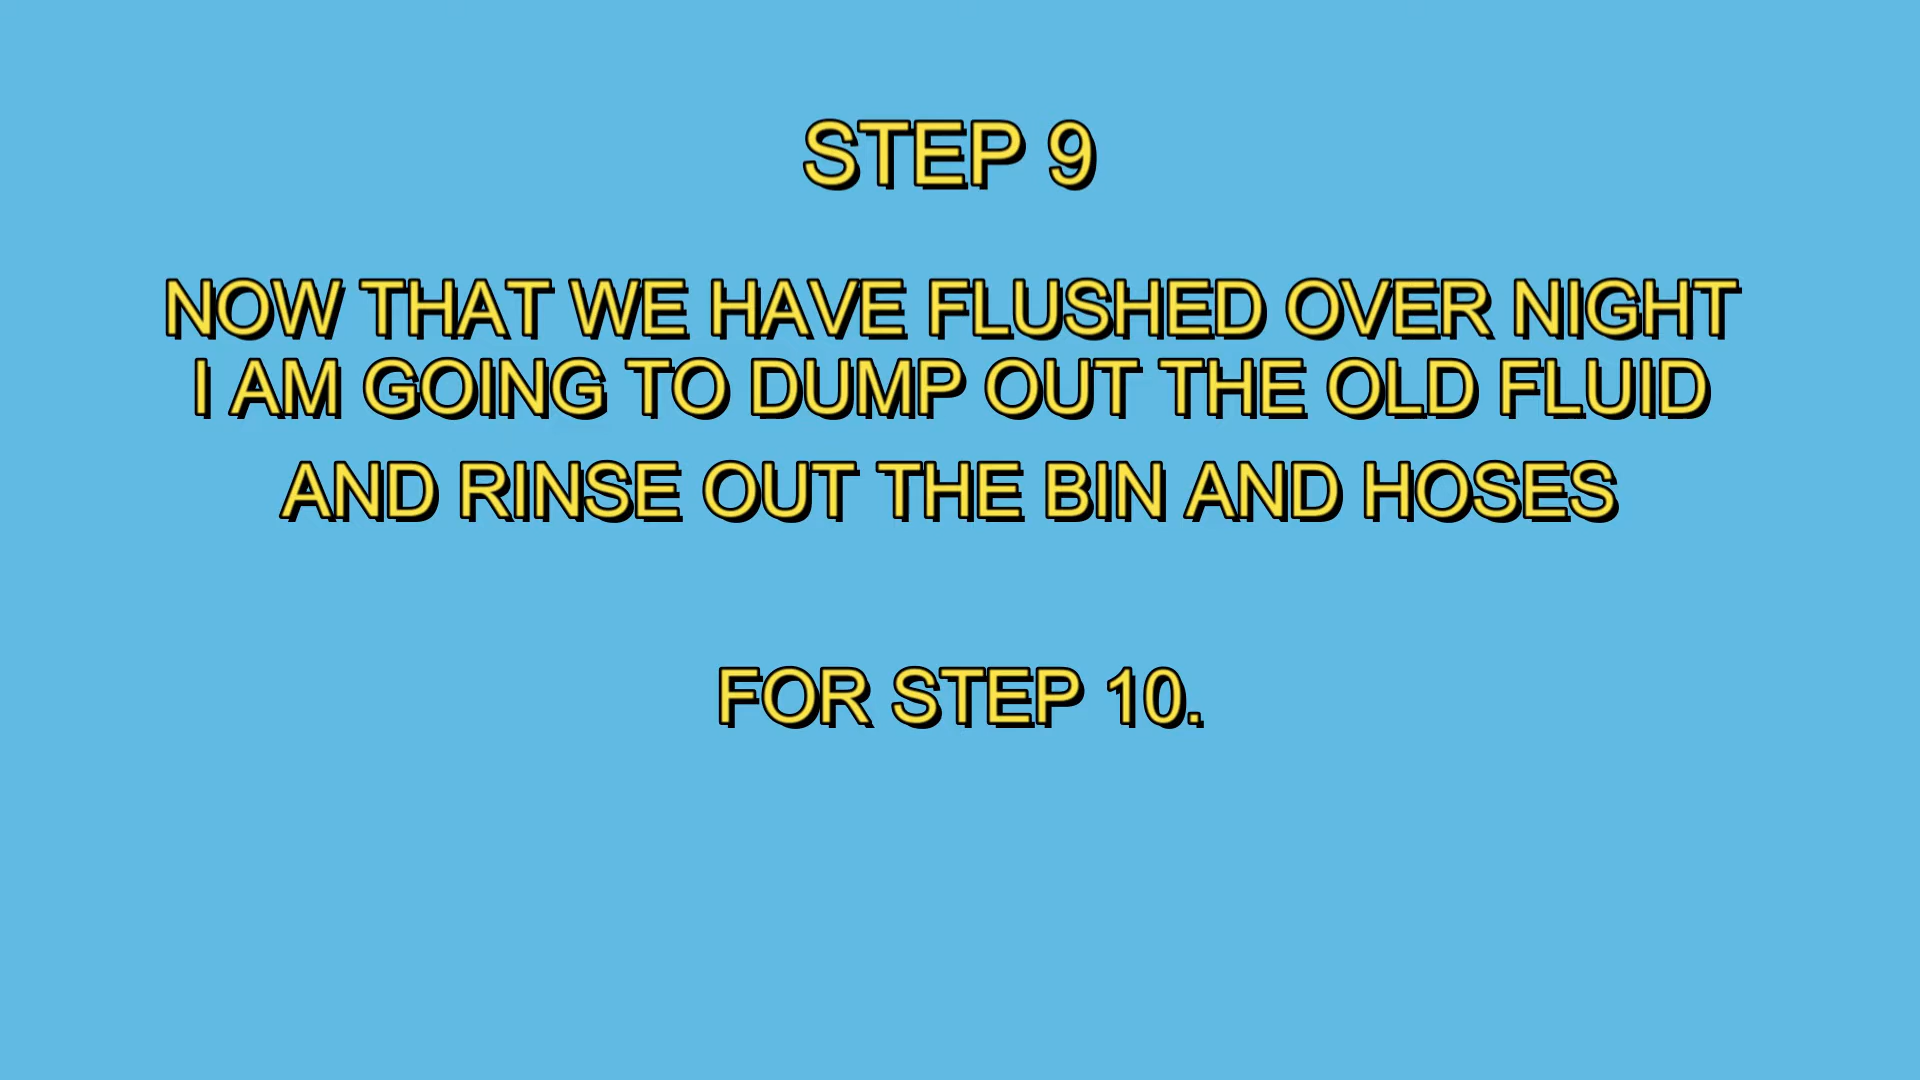 STEP 9
NOW THAT WE HAVE FLUSHED OVER NIGHT
I AM GOING TO DUMP OUT THE OLD FLUID
AND RINSE OUT THE BIN AND HOSES
FOR STEP 10.